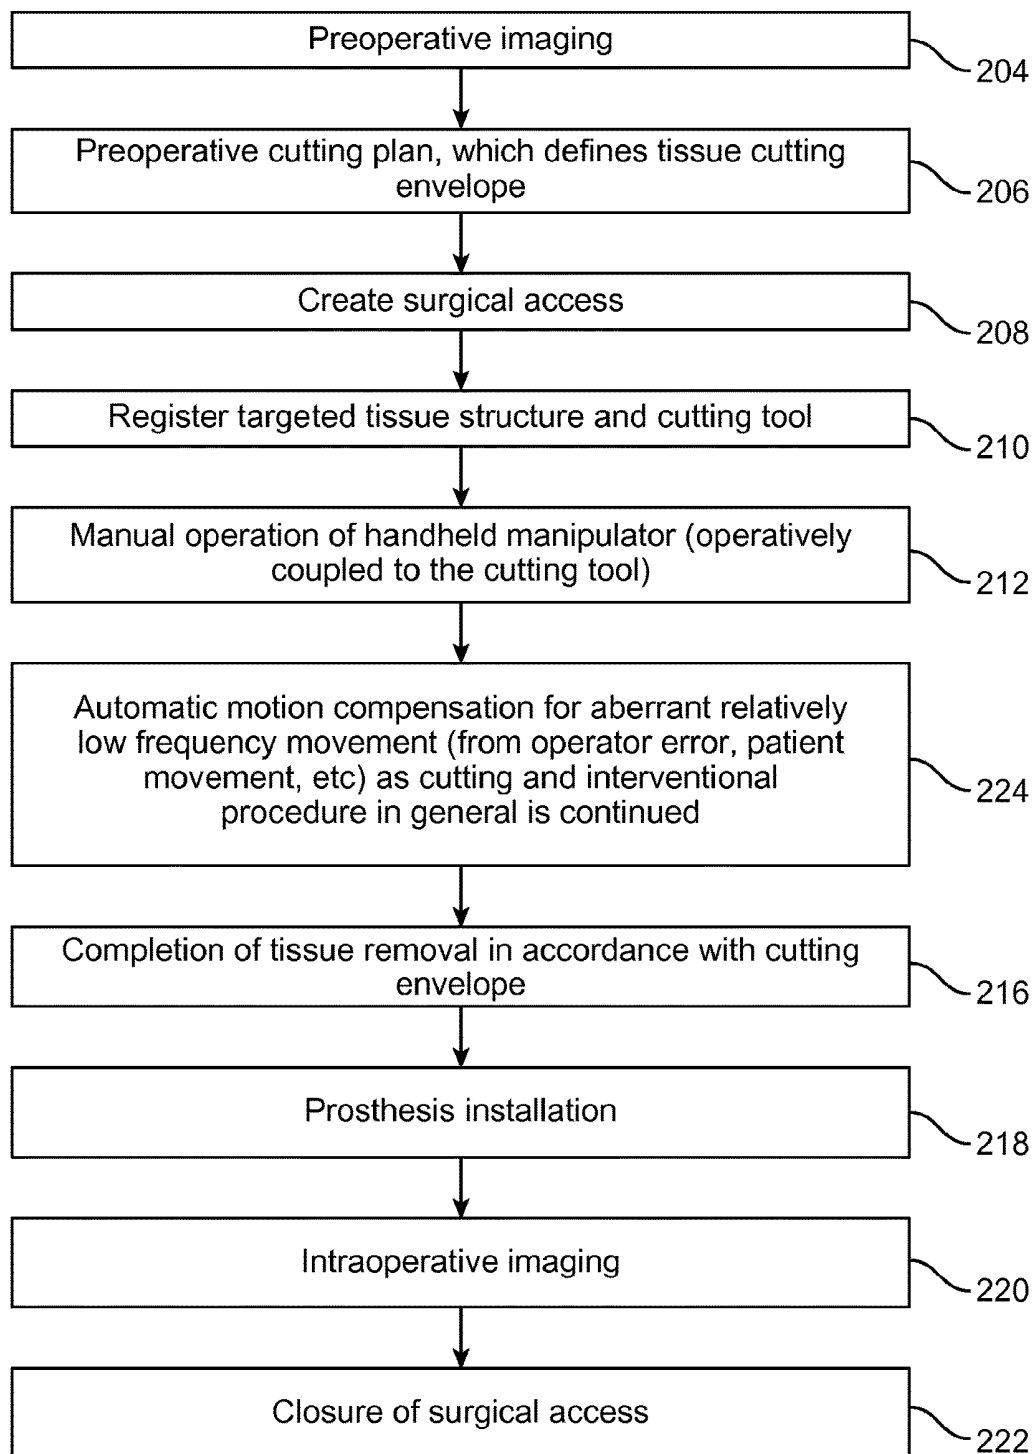 Preoperative imaging
204
Preoperative cutting plan, which defines tissue cutting
envelope
206
Create surgical access
208
Register targeted tissue structure and cutting tool
210
Manual operation of handheld manipulator (operatively
coupled to the cutting tool)
212
Automatic motion compensation for aberrant relatively
low frequency movement (from operator error, patient
movement, etc) as cutting and interventional
procedure in general is continued
224
Completion of tissue removal in accordance with cutting
envelope
216
Prosthesis installation
218
Intraoperative imaging
220
Closure of surgical access
222